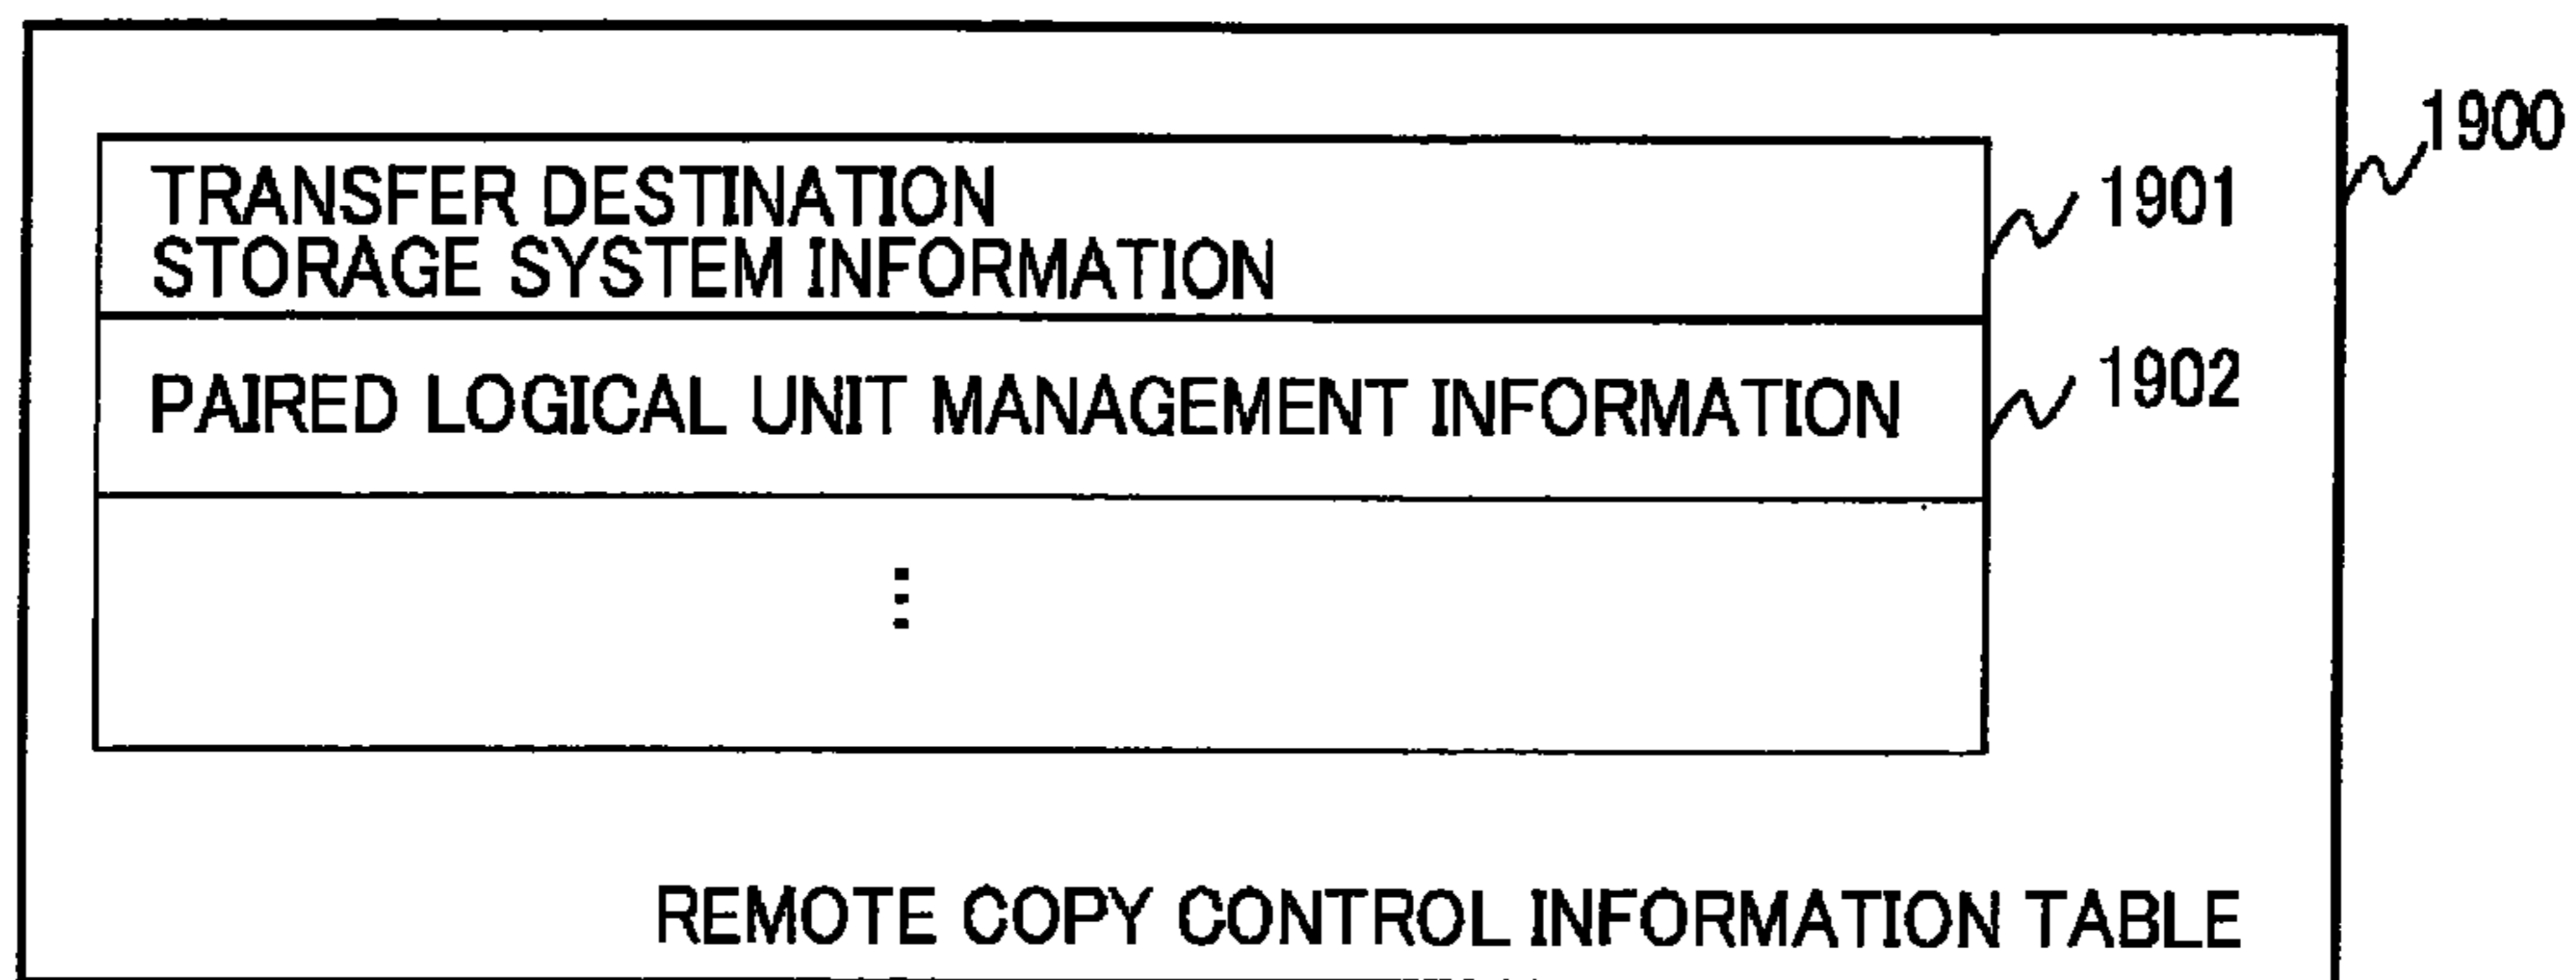 1900
TRANSFER DESTINATION
STORAGE SYSTEM INFORMATION
1901
PAIRED LOGICAL UNIT MANAGEMENT INFORMATION
1902
⋮
REMOTE COPY CONTROL INFORMATION TABLE